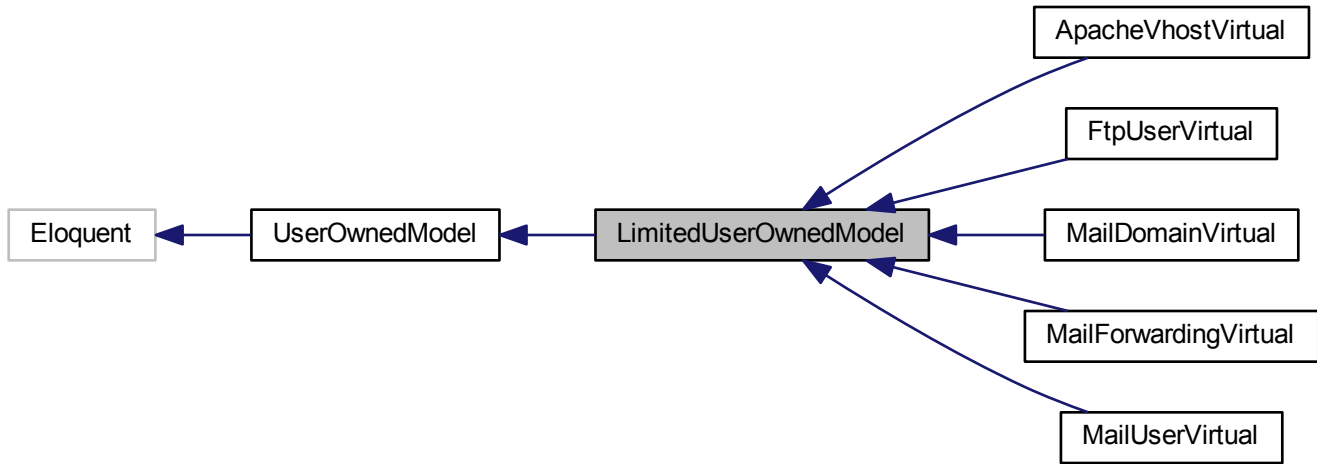 ApacheVhostVirtual
FtpUserVirtual
Eloquent
UserOwnedModel
LimitedUserOwnedModel
MailDomainVirtual
MailForwardingVirtual
MailUserVirtual